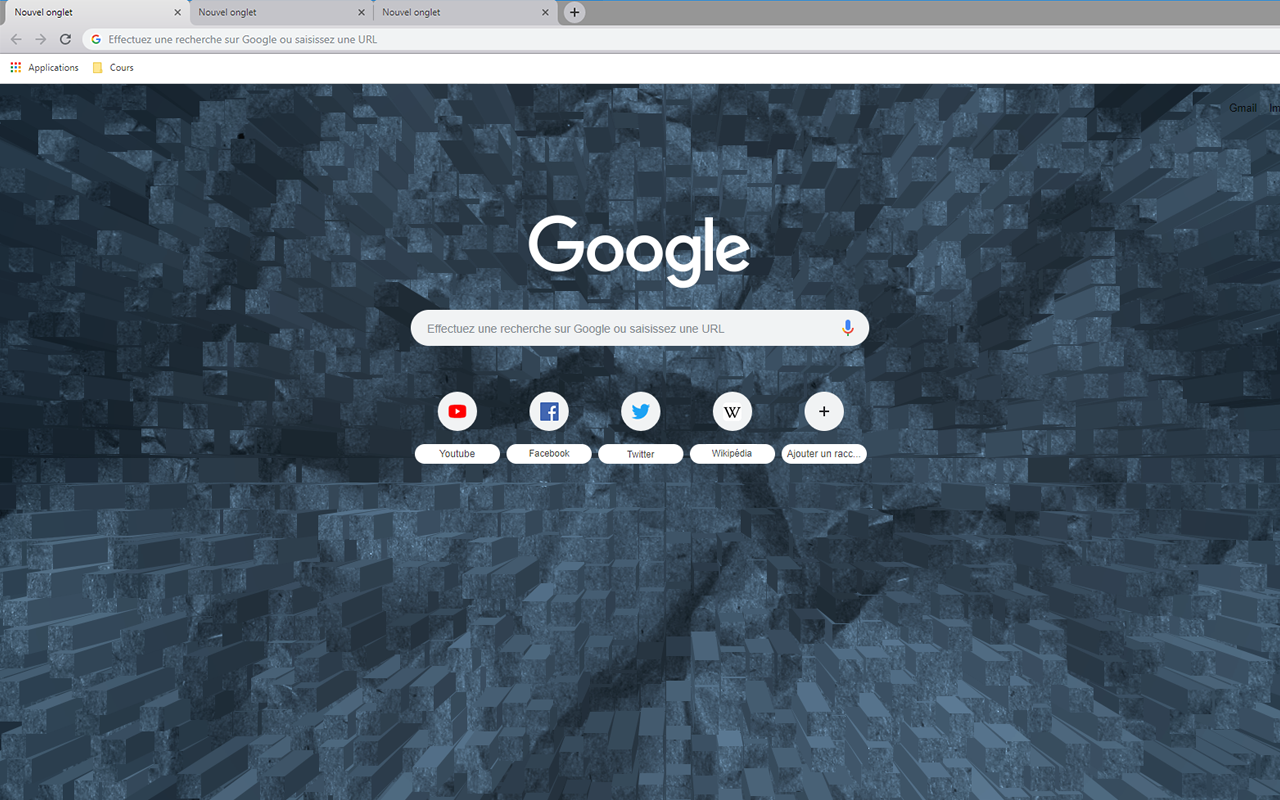 Nouvel onglet
Nouvel onglet
Nouvel onglet
Effectuez une recherche sur Google ou saisissez une URL
Applications
Cours
Gmail
Google
Effectuez une recherche sur Google ou saisissez une URL
W
Youtube
Facebook
Twitter
Wikipédia
Ajouter un racc...